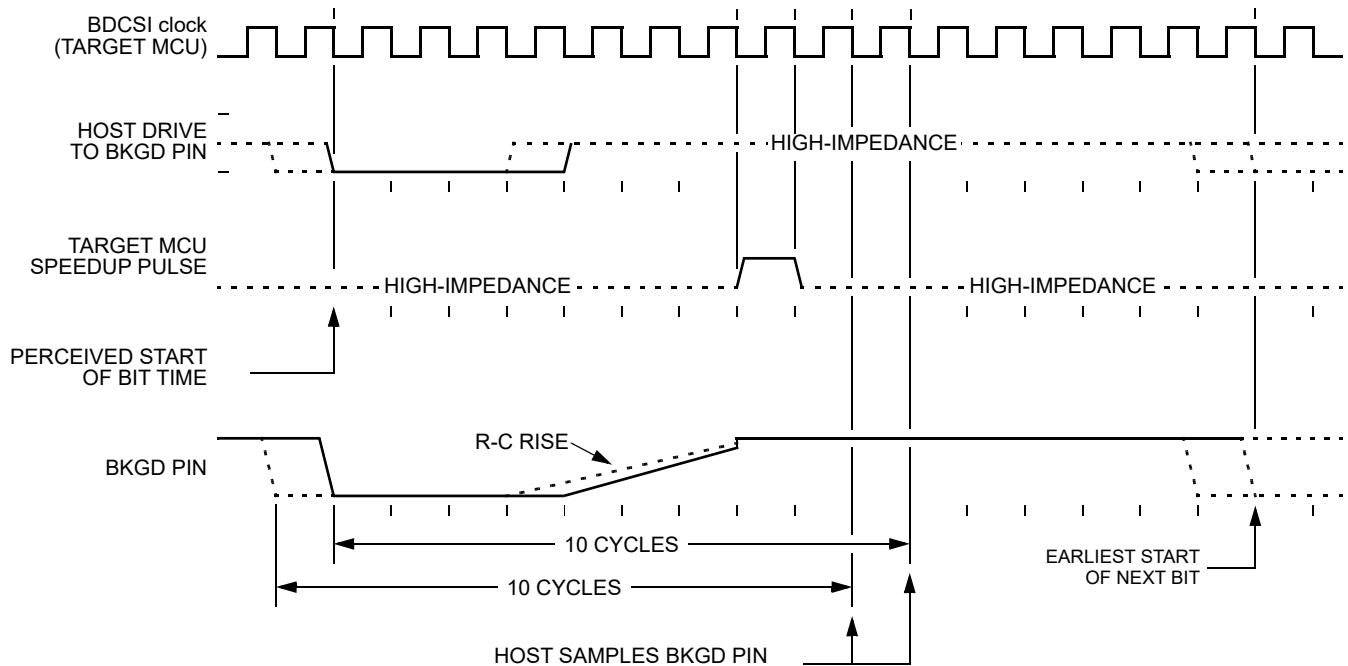 BDCSI clock
(TARGET MCU)
HOST DRIVE
TO BKGD PIN
HIGH-IMPEDANCE
TARGET MCU
SPEEDUP PULSE
HIGH-IMPEDANCE
HIGH-IMPEDANCE
PERCEIVED START
OF BIT TIME
R-C RISE
BKGD PIN
10 CYCLES
EARLIEST START
OF NEXT BIT
10 CYCLES
HOST SAMPLES BKGD PIN